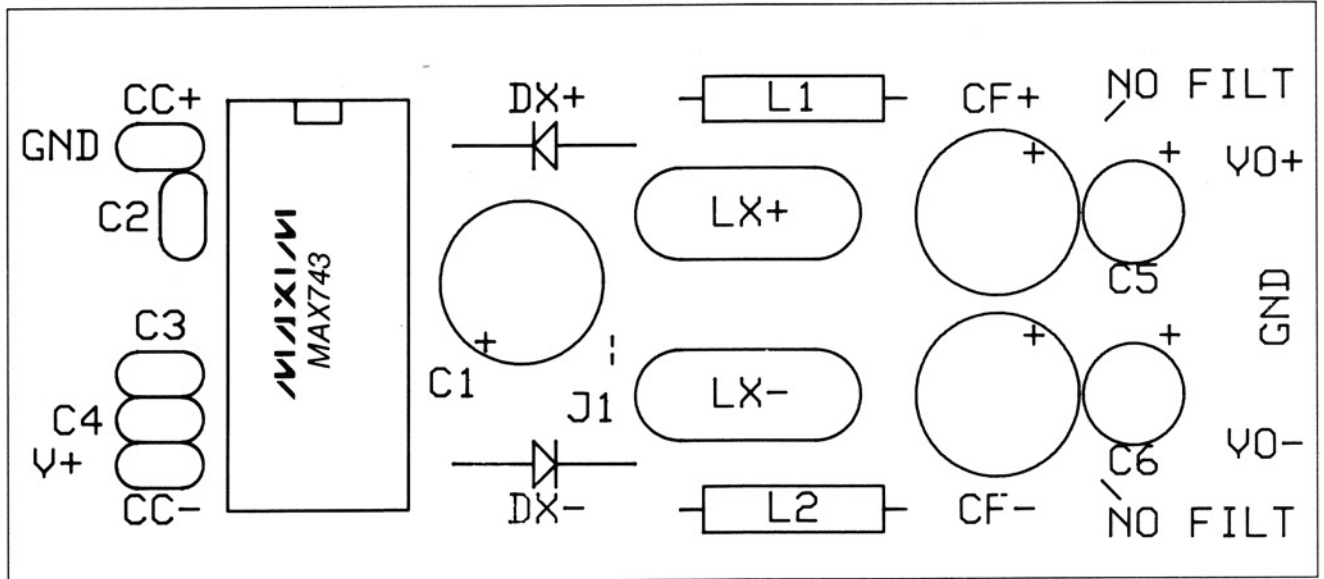 CC+
GND
C2
C3
C4
V+
CC-
MAXIM
MAX743
DX+
C1
+
J1
DX-
L1
LX+
LX-
L2
CF+
+
+
CF-
NO FILT
+
VO+
C5
GND
+
VO-
C6
NO FILT